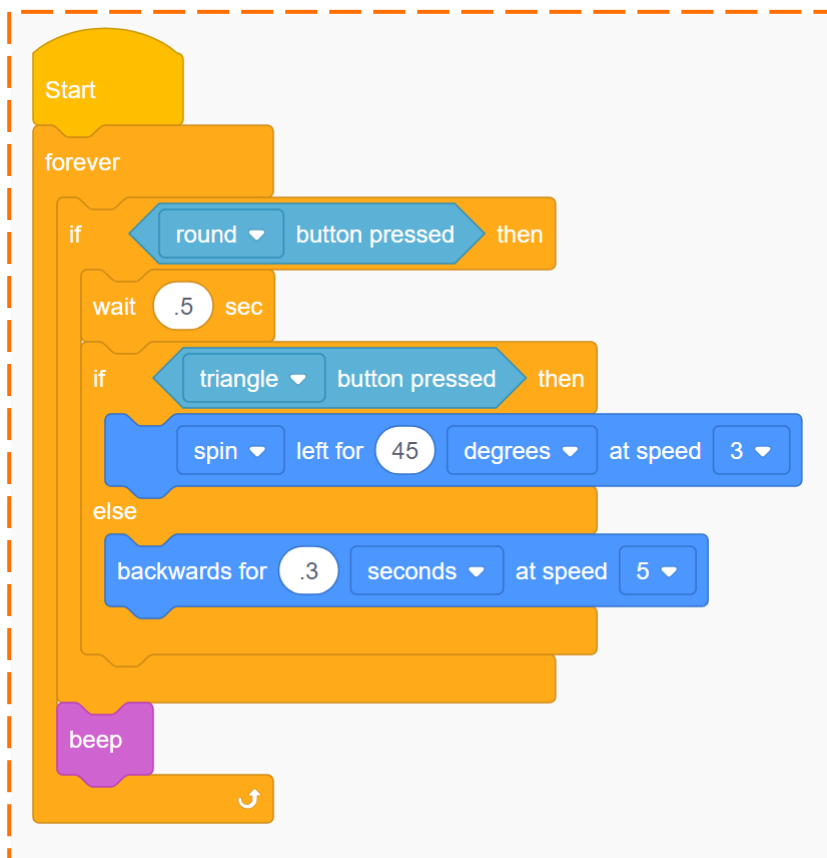 Start
forever
if round button pressed then
wait .5 sec
if triangle button pressed then
spin left for 45 degrees at speed 3
else
backwards for .3 seconds at speed 5
beep